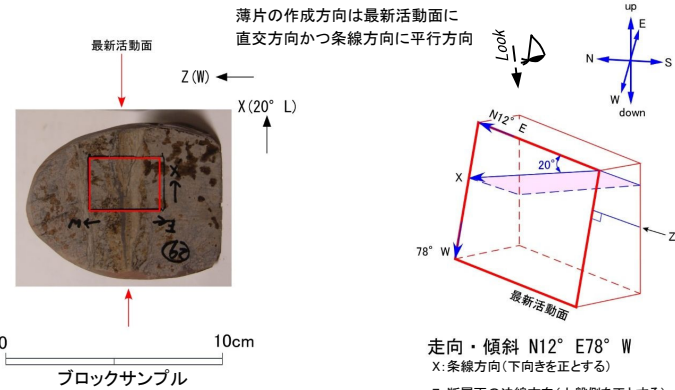 薄片の作成方向は最新活動面に
直交方向かつ条線方向に平行方向
最新活動面
Z(W)
X(20° L)
Look
up
E
N
S
W
down
N12° E
20°
X
Z
78° W
最新活動面
X
W
E
29
0
10cm
ブロックサンプル
走向・傾斜 N12° E78° W
X:条線方向(下向きを正とする)